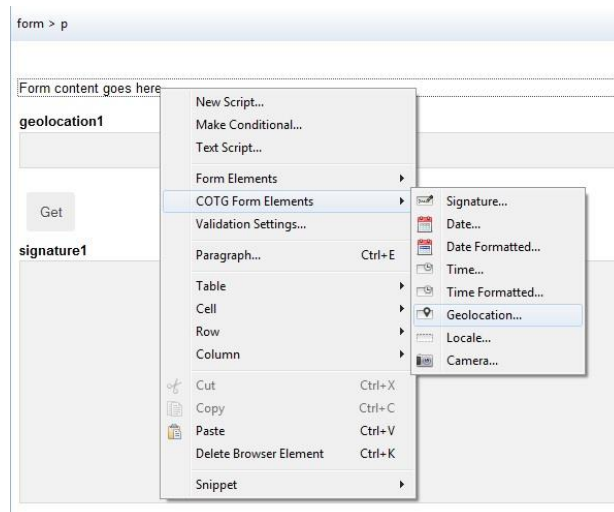 form > p
Form content goes here
geolocation1
Get
signature1
New Script...
Make Conditional...
Text Script...
Form Elements
COTG Form Elements
Validation Settings...
Paragraph... Ctrl+E
Table
Cell
Row
Column
Cut Ctrl+X
Copy Ctrl+C
Paste Ctrl+V
Delete Browser Element Ctrl+K
Snippet
Signature...
Date...
Date Formatted...
Time...
Time Formatted...
Geolocation...
Locale...
Camera...